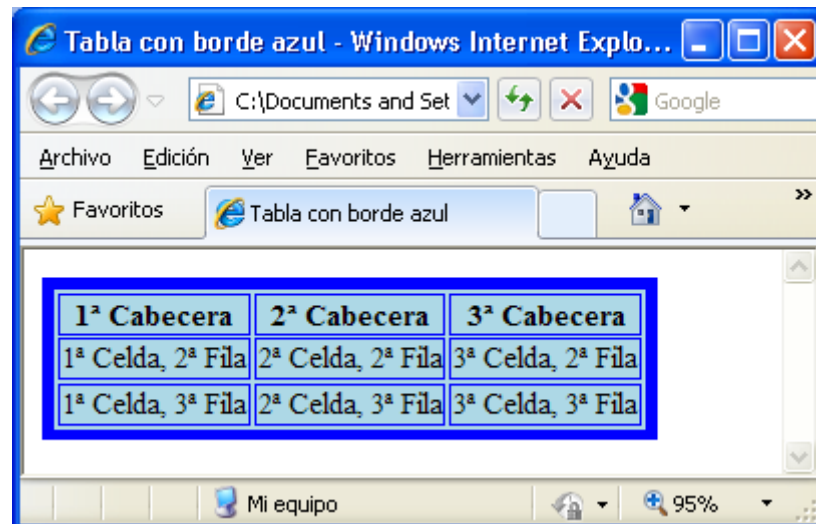 Tabla con borde azul - Windows Internet Explo...
C:\Documents and Set Google
Archivo Edición Ver Favoritos Herramientas Ayuda
Favoritos Tabla con borde azul »
1ª Cabecera 2ª Cabecera 3ª Cabecera
1ª Celda, 2ª Fila 2ª Celda, 2ª Fila 3ª Celda, 2ª Fila
1ª Celda, 3ª Fila 2ª Celda, 3ª Fila 3ª Celda, 3ª Fila
Mi equipo 95%